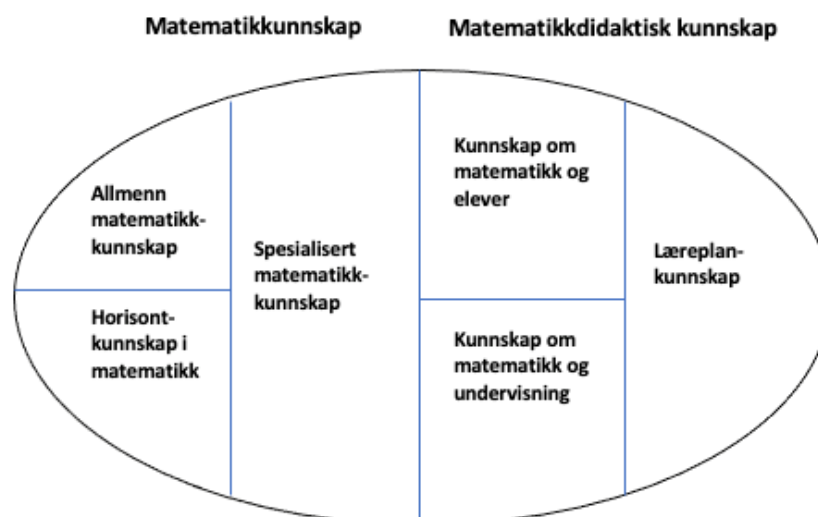 Matematikkunnskap
Matematikkdidaktisk kunnskap
Allmenn
matematikk-
kunnskap
Horisont-
kunnskap i
matematikk
Spesialisert
matematikk-
kunnskap
Kunnskap om
matematikk og
elever
Kunnskap om
matematikk og
undervisning
Læreplan-
kunnskap